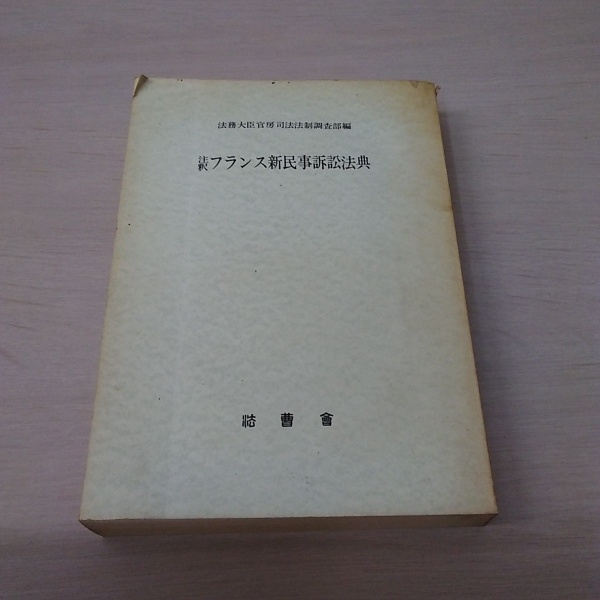 法務大臣官房司法法制調査部編
注釈フランス新民事訴訟法典
法曹會